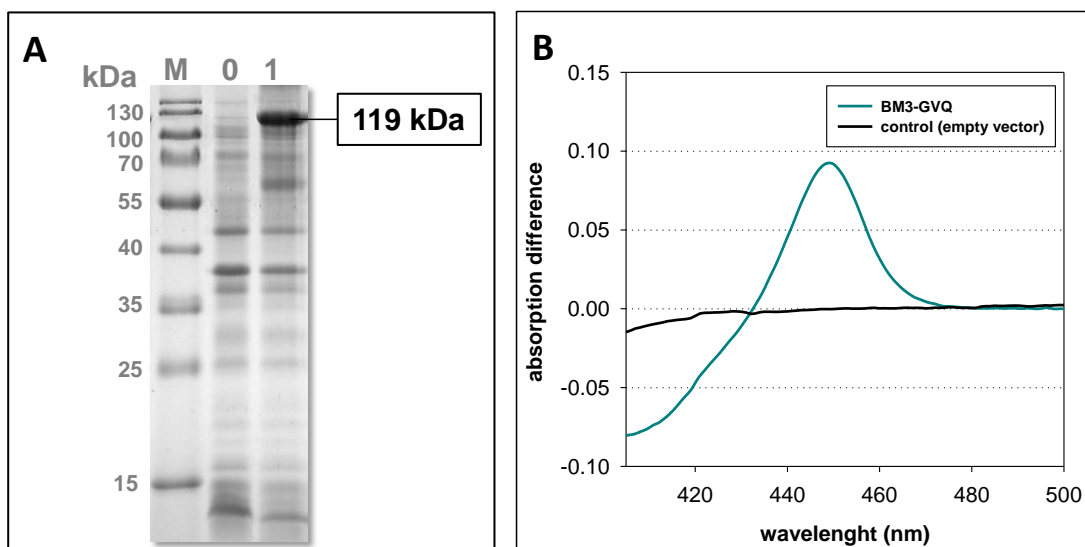 A
kDa M 0 1
130
100
70
55
40
35
25
15
119 kDa
B
0.15
0.10
0.05
0.00
-0.05
-0.10
absorption difference
BM3-GVQ
control (empty vector)
420 440 460 480 500
wavelenght (nm)